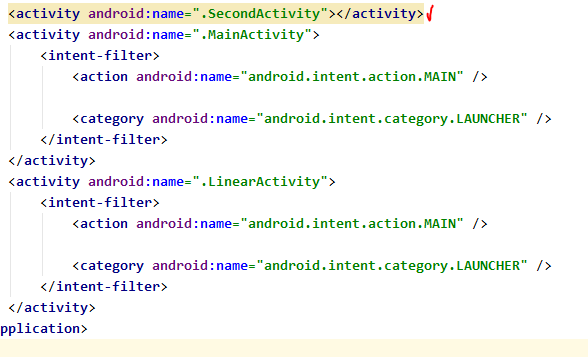 <activity android:name=".SecondActivity"></activity>
<activity android:name=".MainActivity">
<intent-filter>
<action android:name="android.intent.action.MAIN" />
<category android:name="android.intent.category.LAUNCHER" />
</intent-filter>
</activity>
<activity android:name=".LinearActivity">
<intent-filter>
<action android:name="android.intent.action.MAIN" />
<category android:name="android.intent.category.LAUNCHER" />
</intent-filter>
</activity>
pplication>